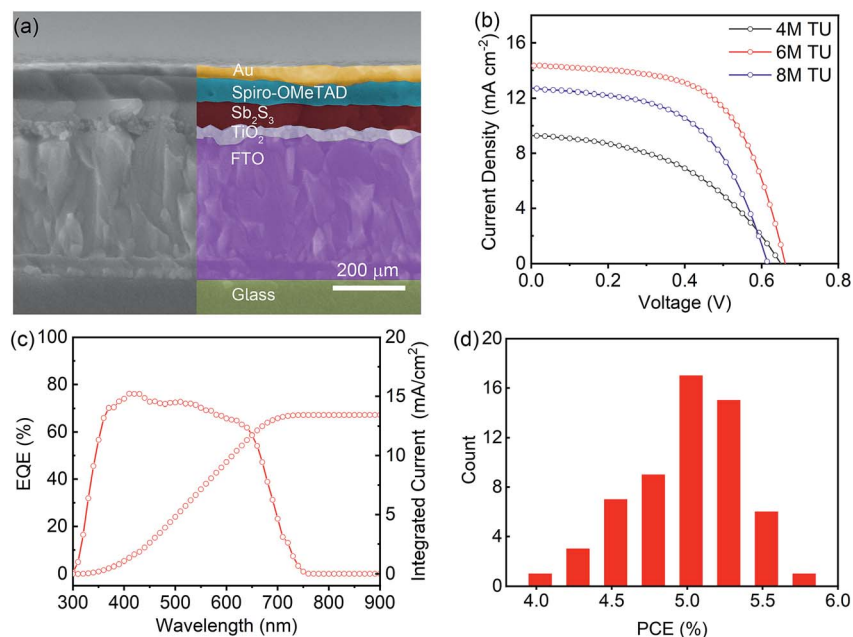 (a)
Au
Spiro-OMeTAD
Sb2S3
TiO2
FTO
200 μm
Glass
(b)
Current Density (mA cm⁻²)
16
12
8
4
0
4M TU
6M TU
8M TU
0.0 0.2 0.4 0.6 0.8
Voltage (V)
(c)
EQE (%)
100
80
60
40
20
0
20
15
10
5
0
Integrated Current (mA/cm²)
300 400 500 600 700 800 900
Wavelength (nm)
(d)
Count
20
16
12
8
4
0
4.0 4.5 5.0 5.5 6.0
PCE (%)